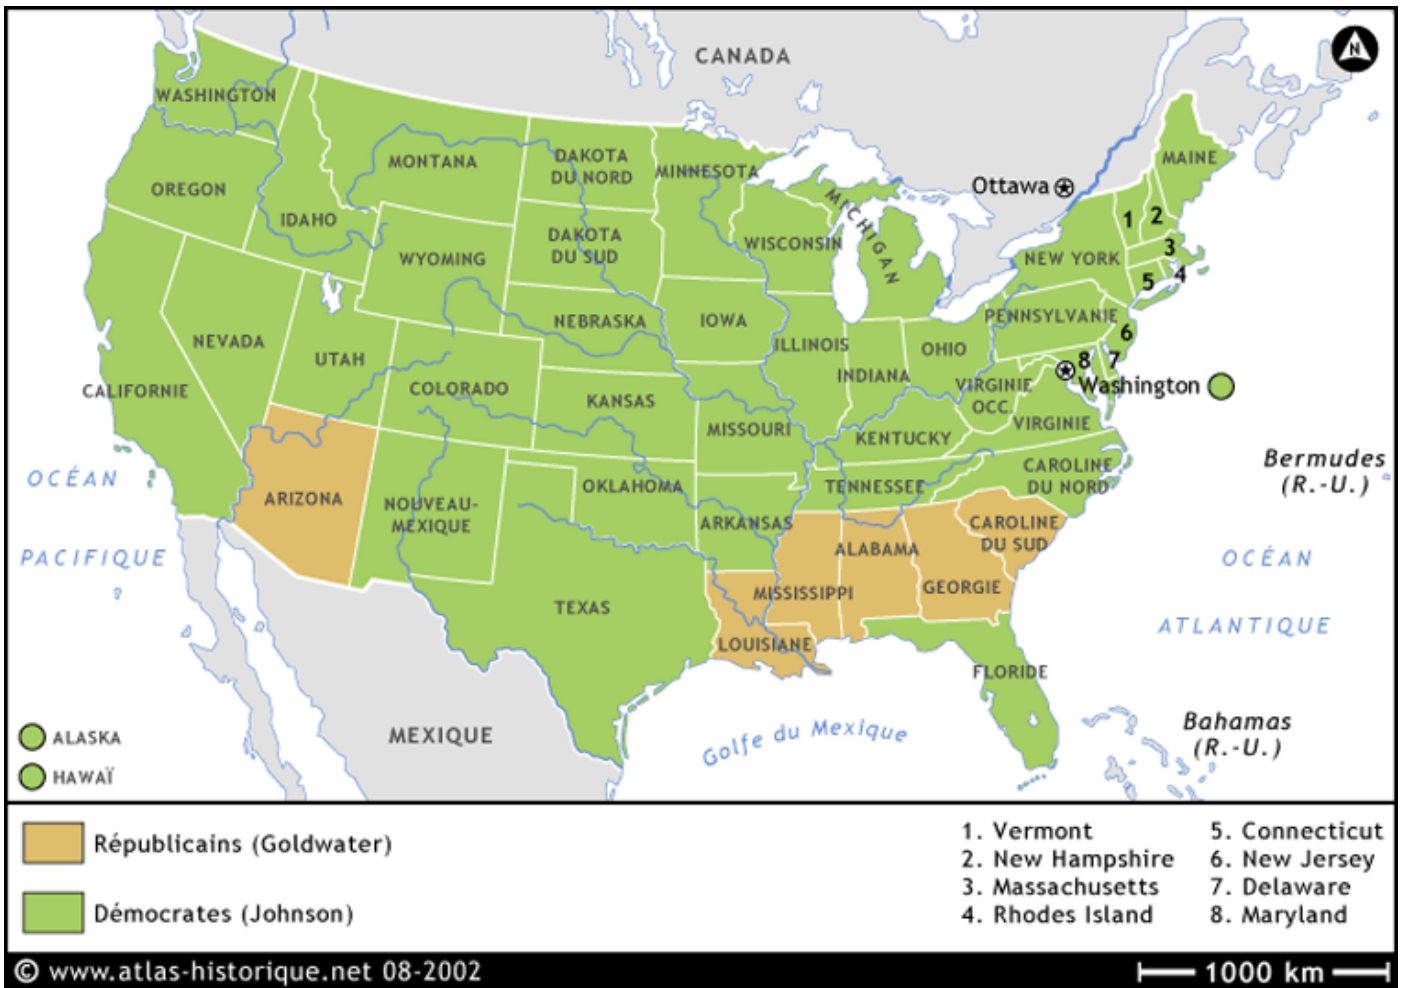 CANADA
N
WASHINGTON
MONTANA
DAKOTA
DU NORD
MINNESOTA
MAINE
OREGON
IDAHO
Ottawa
MICHIGAN
1
2
WYOMING
DAKOTA
DU SUD
WISCONSIN
NEW YORK
3
4
5
NEBRASKA
IOWA
PENNSYLVANIE
6
NEVADA
UTAH
ILLINOIS
OHIO
8
7
CALIFORNIE
COLORADO
KANSAS
INDIANA
VIRGINIE
OCC.
Washington
MISSOURI
KENTUCKY
VIRGINIE
OCÉAN
PACIFIQUE
ARIZONA
NOUVEAU-
MEXIQUE
OKLAHOMA
TENNESSEE
CAROLINE
DU NORD
Bermudes
(R.-U.)
ARKANSAS
ALABAMA
CAROLINE
DU SUD
OCÉAN
ATLANTIQUE
TEXAS
MISSISSIPPI
GEORGIE
LOUISIANE
FLORIDE
MEXIQUE
Golfe du Mexique
Bahamas
(R.-U.)
ALASKA
HAWAÏ
Républicains (Goldwater)
Démocrates (Johnson)
1. Vermont
2. New Hampshire
3. Massachusetts
4. Rhodes Island
5. Connecticut
6. New Jersey
7. Delaware
8. Maryland
© www.atlas-historique.net 08-2002
1000 km